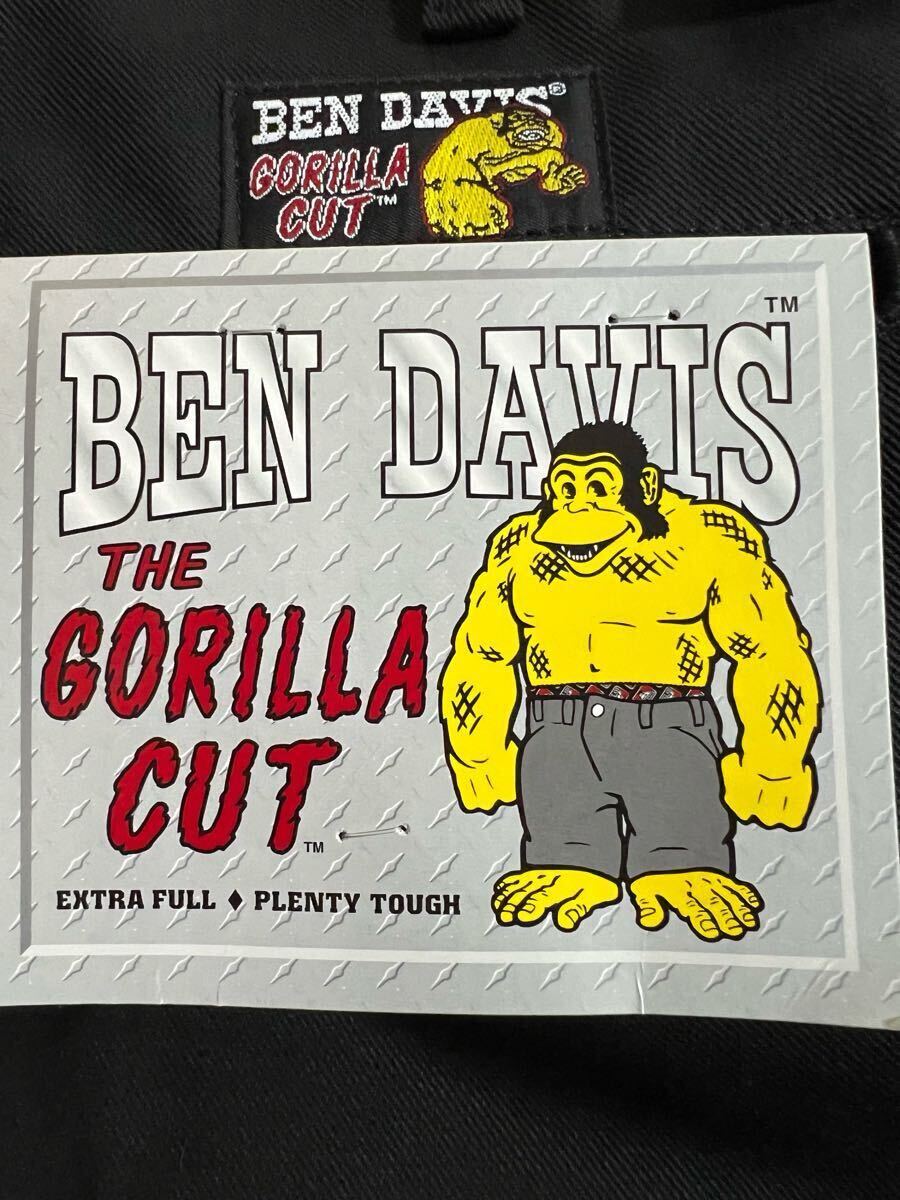 BEN DAVIS®
GORILLA
CUT™
BEN DAVIS™
THE
GORILLA
CUT™
EXTRA FULL ♦ PLENTY TOUGH